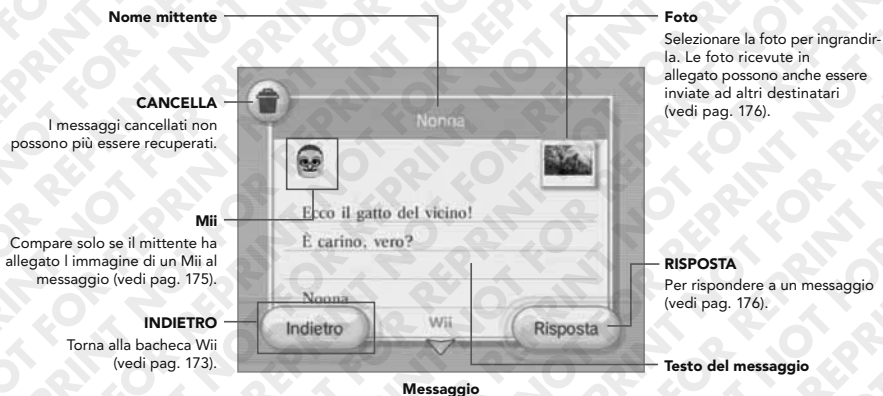 Nome mittente
CANCELLA
I messaggi cancellati non
possono più essere recuperati.
Mii
Compare solo se il mittente ha
allegato l immagine di un Mii al
messaggio (vedi pag. 175).
INDIETRO
Torna alla bacheca Wii
(vedi pag. 173).
Nonna
Ecco il gatto del vicino!
È carino, vero?
Nonna
Indietro
Wii
Risposta
Messaggio
Foto
Selezionare la foto per ingrandir-
la. Le foto ricevute in
allegato possono anche essere
inviate ad altri destinatari
(vedi pag. 176).
RISPOSTA
Per rispondere a un messaggio
(vedi pag. 176).
Testo del messaggio
NOT FOR REPRINT